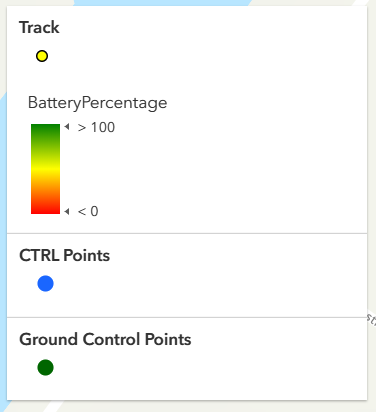 Track
BatteryPercentage
> 100
< 0
CTRL Points
Ground Control Points